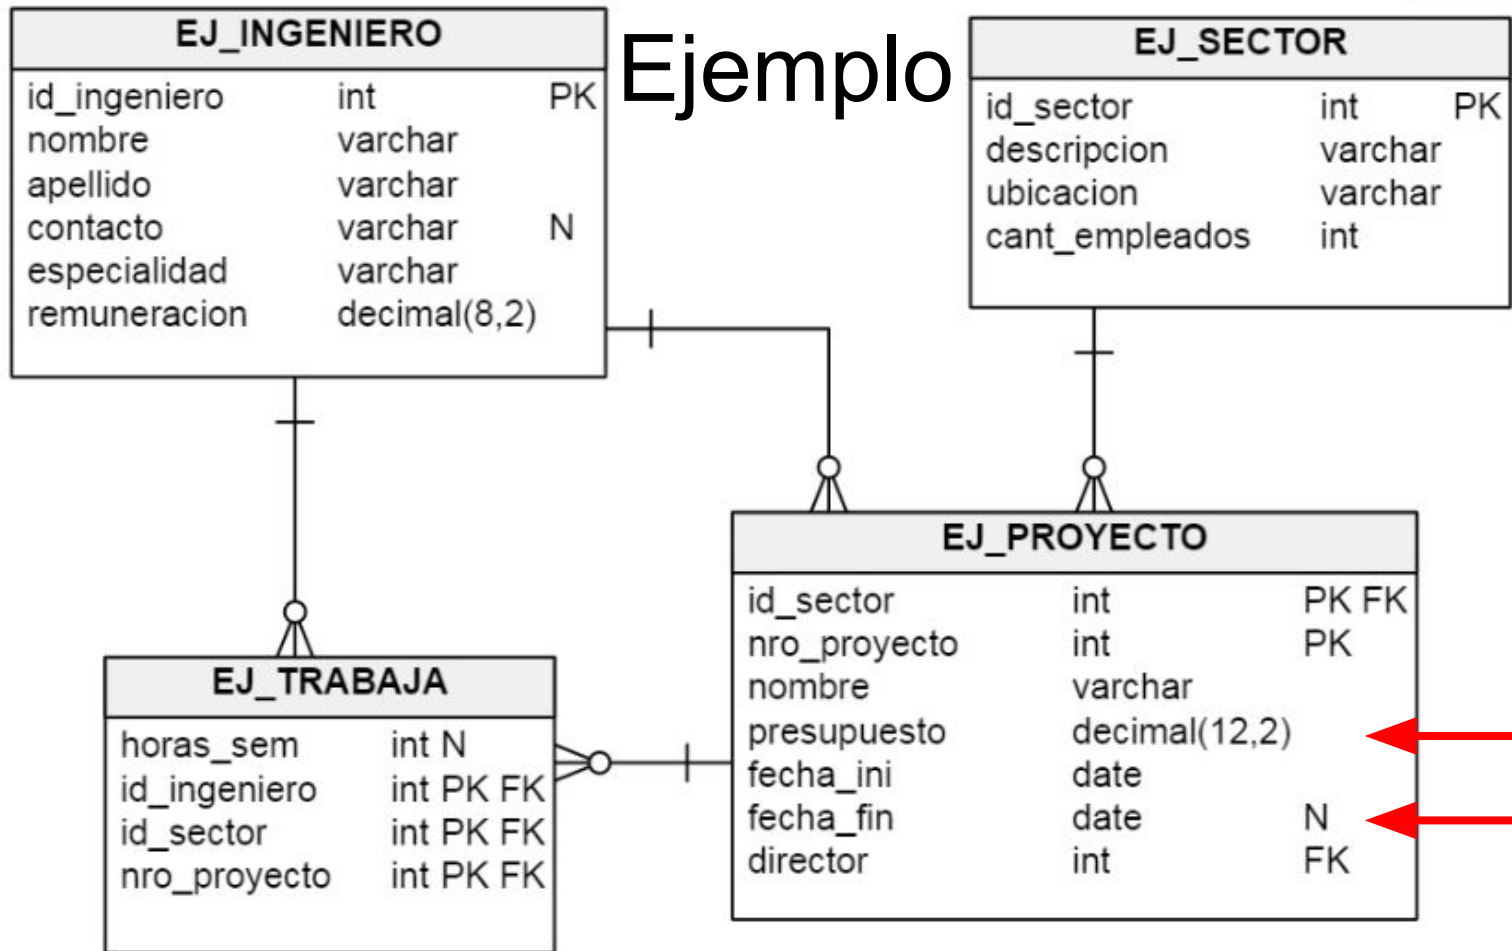 Ejemplo
EJ_INGENIERO
id_ingeniero int PK
nombre varchar
apellido varchar
contacto varchar N
especialidad varchar
remuneracion decimal(8,2)
EJ_SECTOR
id_sector int PK
descripcion varchar
ubicacion varchar
cant_empleados int
EJ_PROYECTO
id_sector int PK FK
nro_proyecto int PK
nombre varchar
presupuesto decimal(12,2)
fecha_ini date
fecha_fin date N
director int FK
EJ_TRABAJA
horas_sem int N
id_ingeniero int PK FK
id_sector int PK FK
nro_proyecto int PK FK